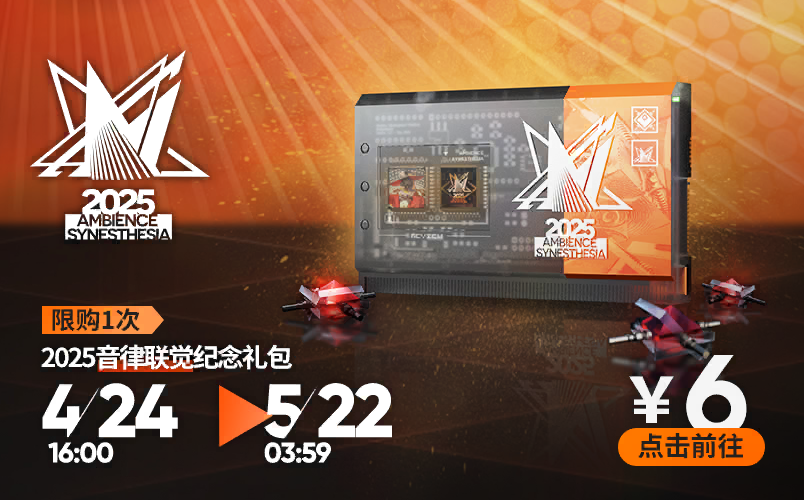 2025
AMBIENCE
SYNESTHESIA
2025
AMBIENCE
SYNESTHESIA
限购1次
2025音律联觉纪念礼包
4/24
16:00
5/22
03:59
¥6
点击前往